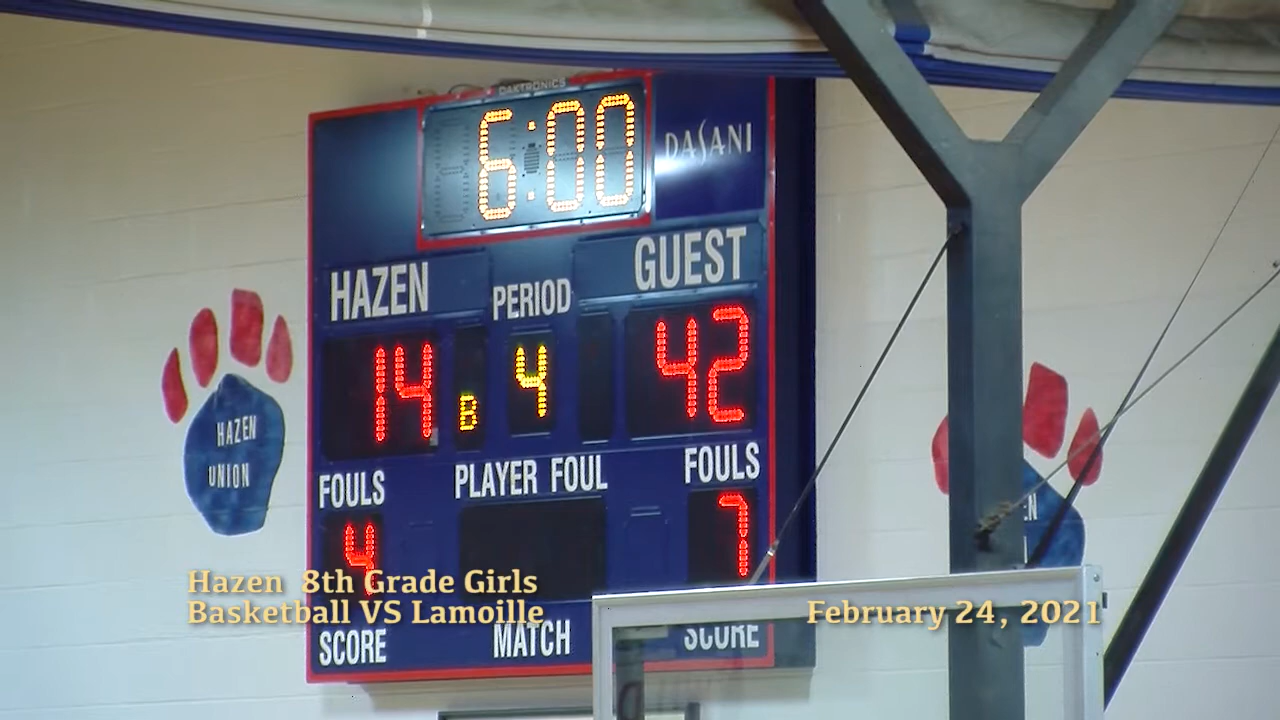 DAKTRONICS
6:00
DASANI
HAZEN
PERIOD
GUEST
14
B
4
42
FOULS
PLAYER FOUL
FOULS
4
7
SCORE
MATCH
SCORE
HAZEN
UNION
EN
Hazen 8th Grade Girls
Basketball VS Lamoille
February 24, 2021